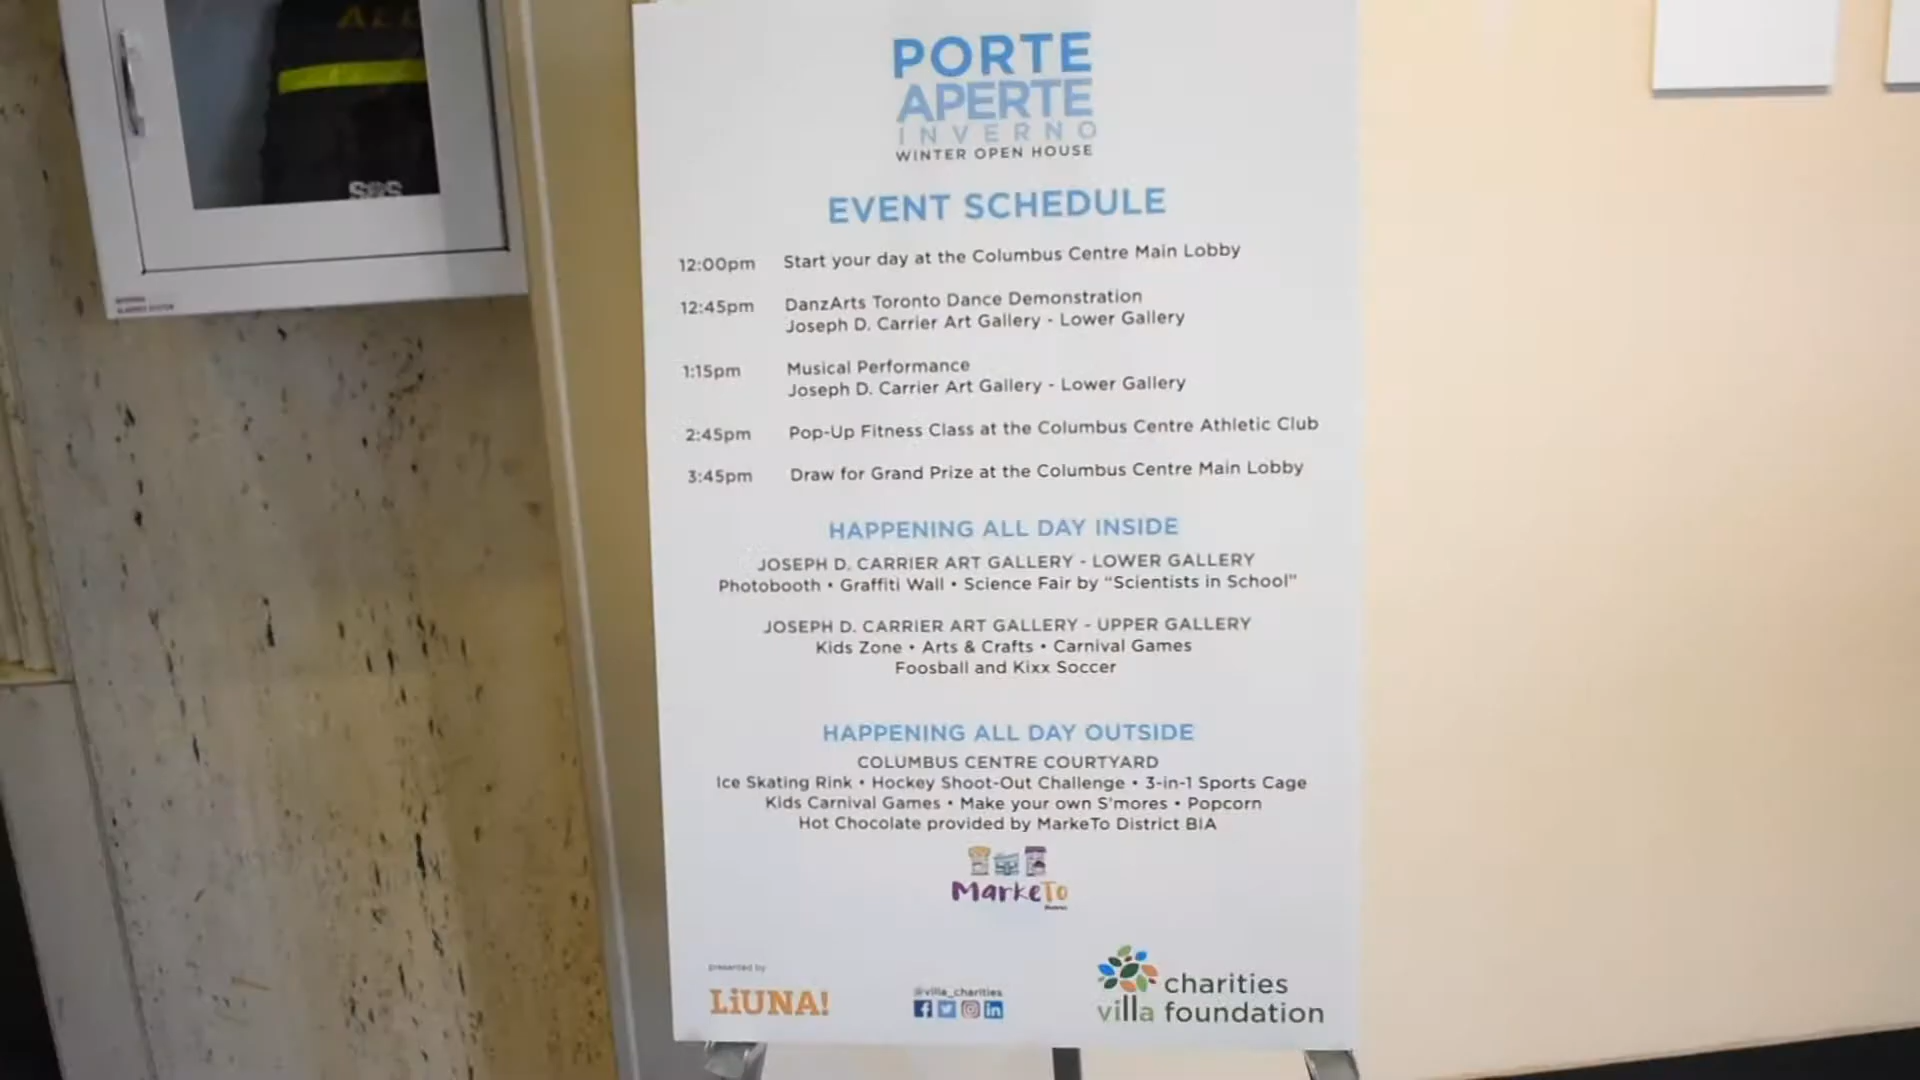 PORTE
APERTE
INVERNO
WINTER OPEN HOUSE
EVENT SCHEDULE
12:00pm Start your day at the Columbus Centre Main Lobby
12:45pm DanzArts Toronto Dance Demonstration
Joseph D. Carrier Art Gallery - Lower Gallery
1:15pm Musical Performance
Joseph D. Carrier Art Gallery - Lower Gallery
2:45pm Pop-Up Fitness Class at the Columbus Centre Athletic Club
3:45pm Draw for Grand Prize at the Columbus Centre Main Lobby
HAPPENING ALL DAY INSIDE
JOSEPH D. CARRIER ART GALLERY - LOWER GALLERY
Photobooth • Graffiti Wall • Science Fair by "Scientists in School"
JOSEPH D. CARRIER ART GALLERY - UPPER GALLERY
Kids Zone • Arts & Crafts • Carnival Games
Foosball and Kixx Soccer
HAPPENING ALL DAY OUTSIDE
COLUMBUS CENTRE COURTYARD
Ice Skating Rink • Hockey Shoot-Out Challenge • 3-in-1 Sports Cage
Kids Carnival Games • Make your own S'mores • Popcorn
Hot Chocolate provided by MarkeTo District BIA
MarkeTo
presented by
LiUNA!
@villa_charities
charities
villa foundation